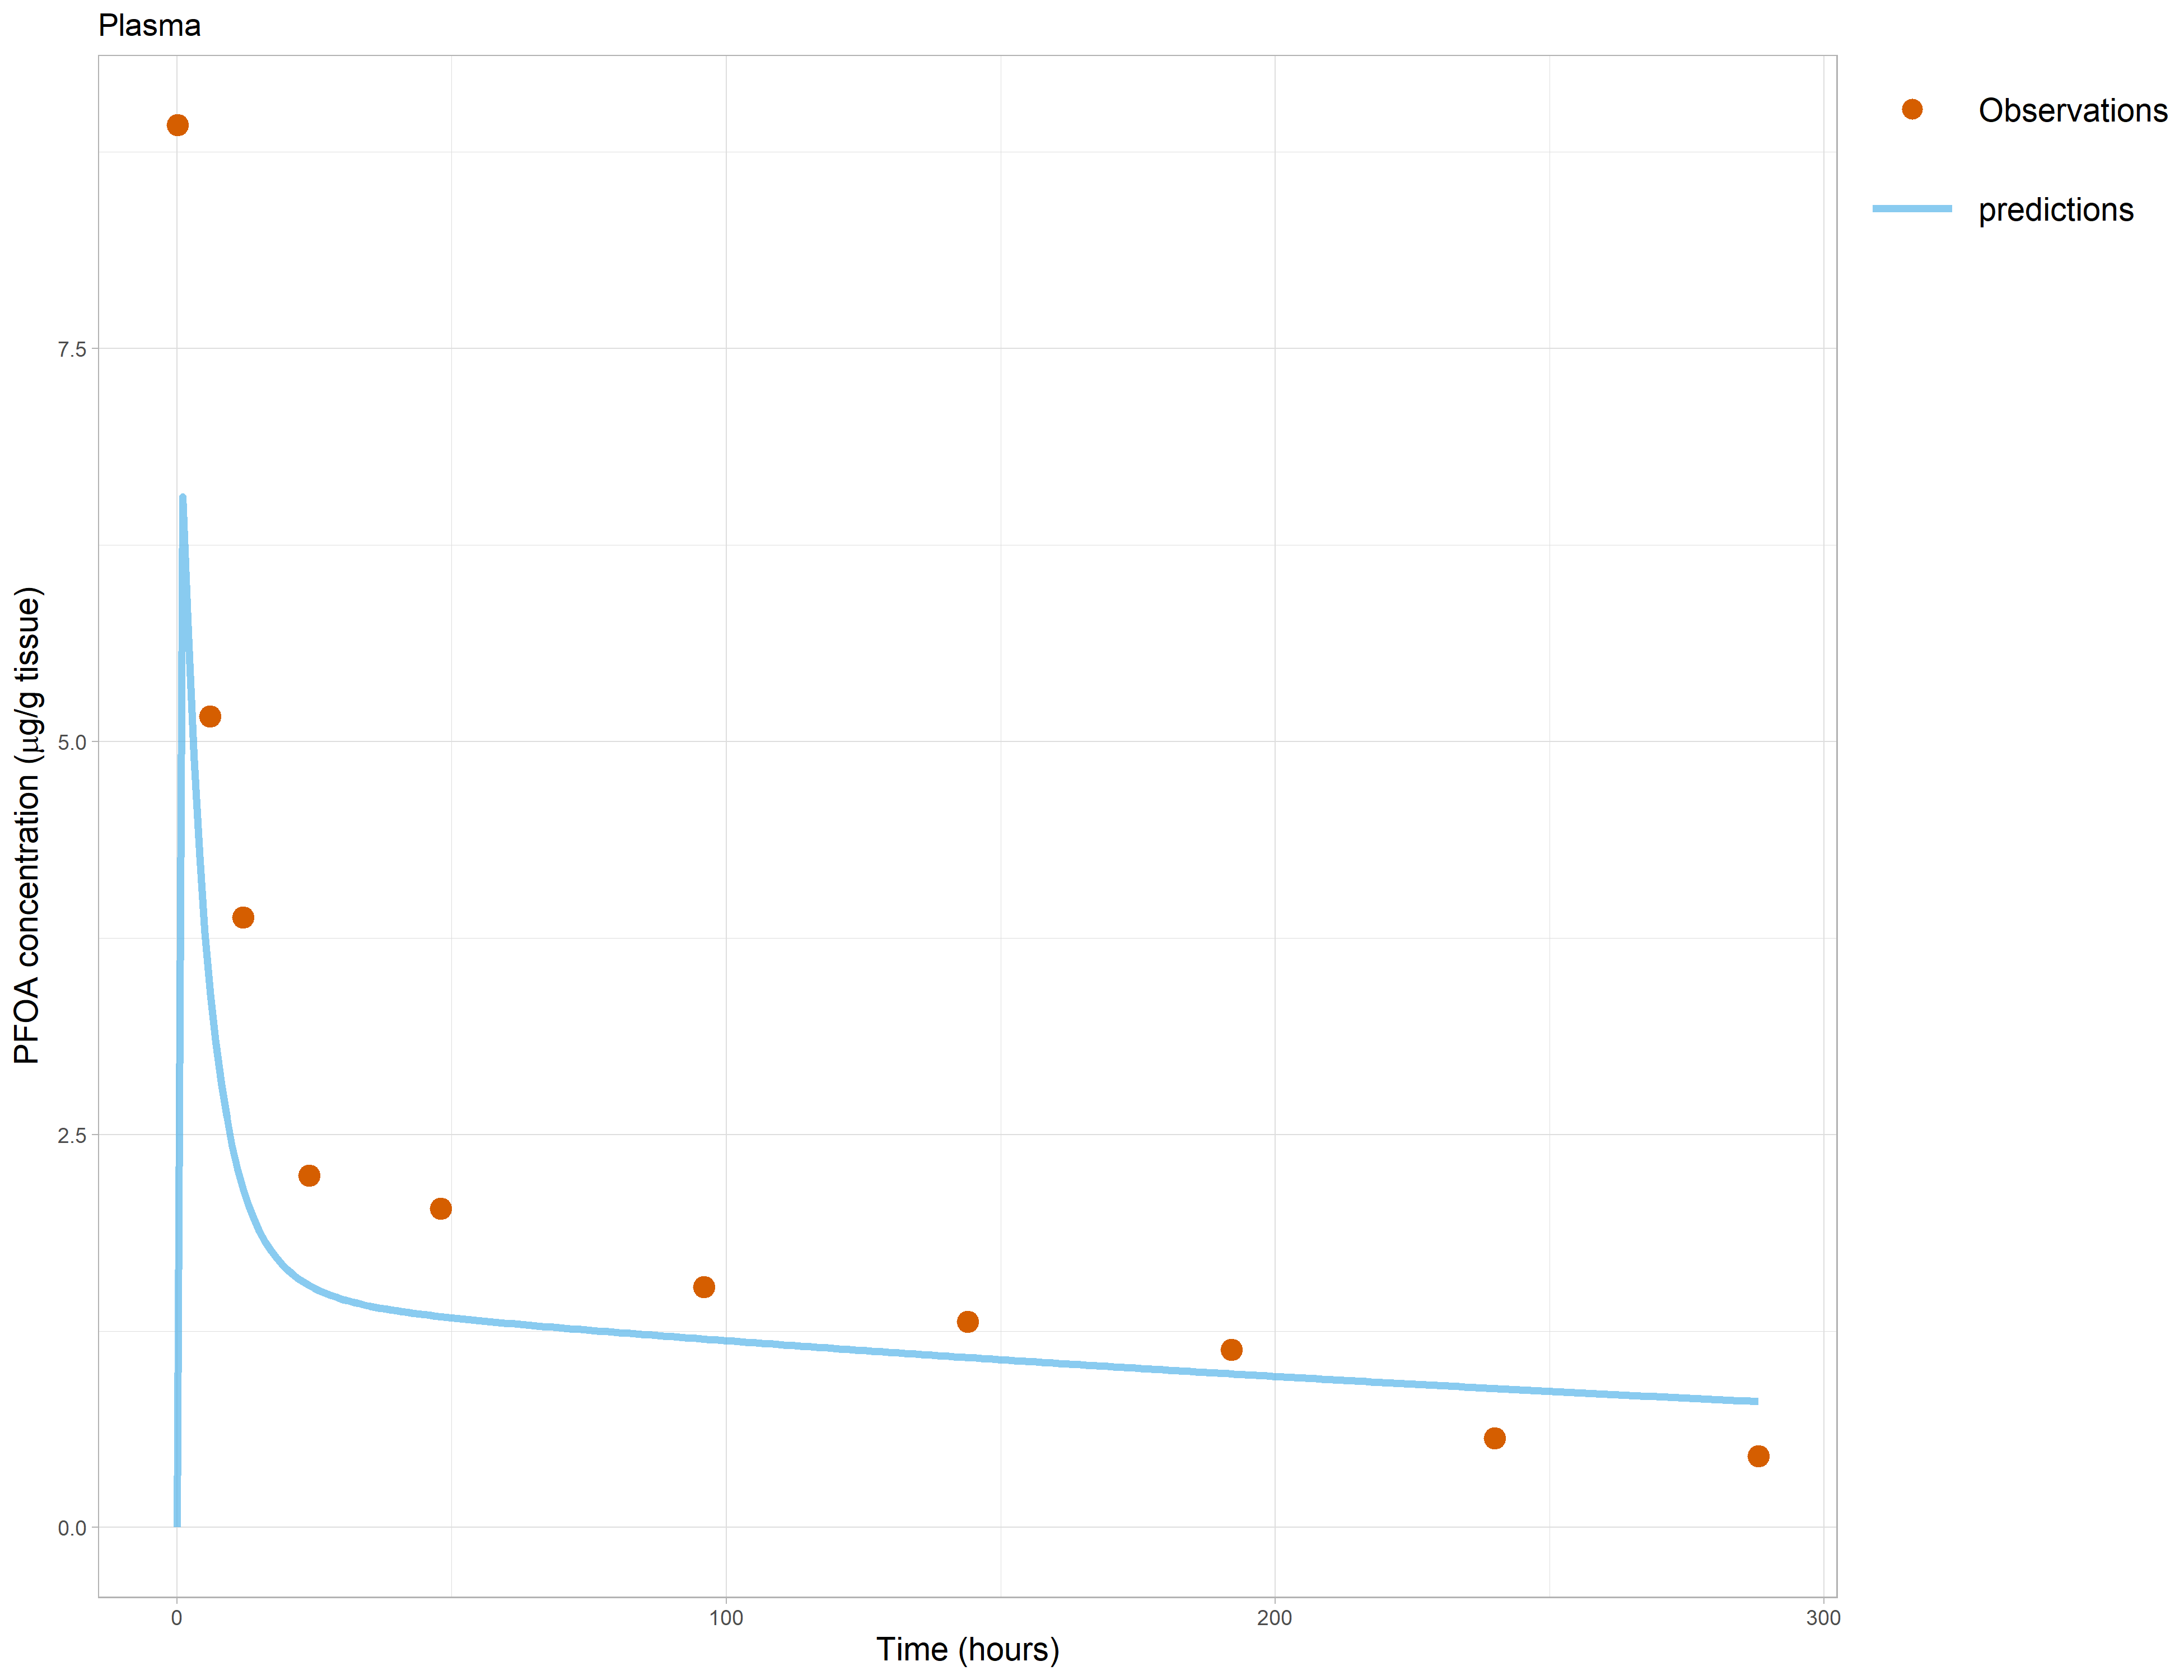 Plasma
Observations
predictions
PFOA concentration (μg/g tissue)
7.5
5.0
2.5
0.0
0
100
200
300
Time (hours)